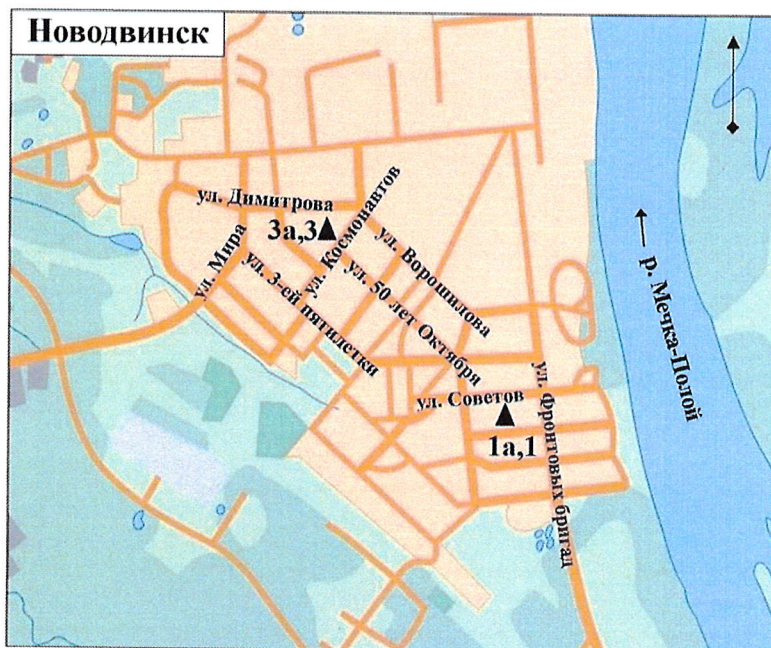 Новодвинск
ул. Димитрова
3а,3
ул. Космонавтов
ул. Мира
ул. Ворошилова
ул. 3-ей пятилетки
ул. 50 лет Октября
р. Мечка-Полой
ул. Советов
ул. Фронтовых бригад
1а,1